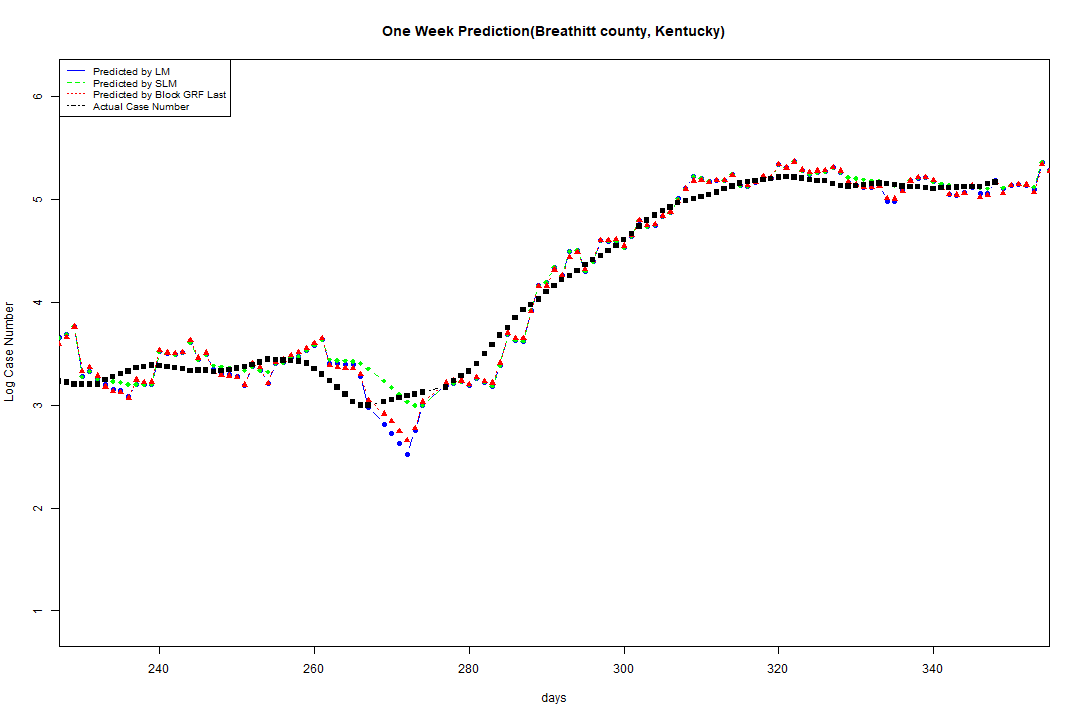 One Week Prediction(Breathitt county, Kentucky)
Predicted by LM
Predicted by SLM
Predicted by Block GRF Last
Actual Case Number
6
5
4
3
2
1
Log Case Number
240 260 280 300 320 340
days